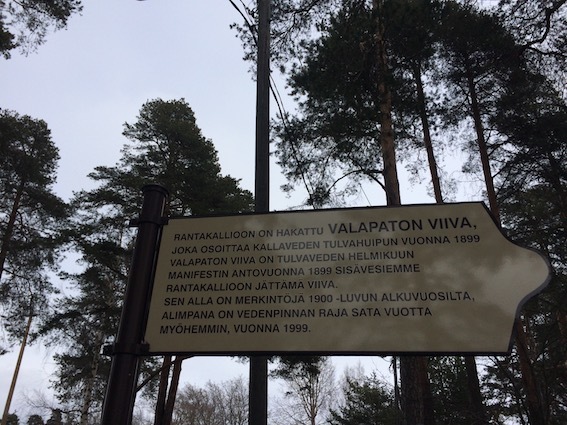 RANTAKALLIOON ON HAKATTU VALAPATON VIIVA,
JOKA OSOITTAA KALLAVEDEN TULVAHUIPUN VUONNA 1899
VALAPATON VIIVA ON TULVAVEDEN HELMIKUUN
MANIFESTIN ANTOVUONNA 1899 SISÄVESIEMME
RANTAKALLIOON JÄTTÄMÄ VIIVA.
SEN ALLA ON MERKINTÖJÄ 1900 -LUVUN ALKUVUOSILTA,
ALIMPANA ON VEDENPINNAN RAJA SATA VUOTTA
MYÖHEMMIN, VUONNA 1999.